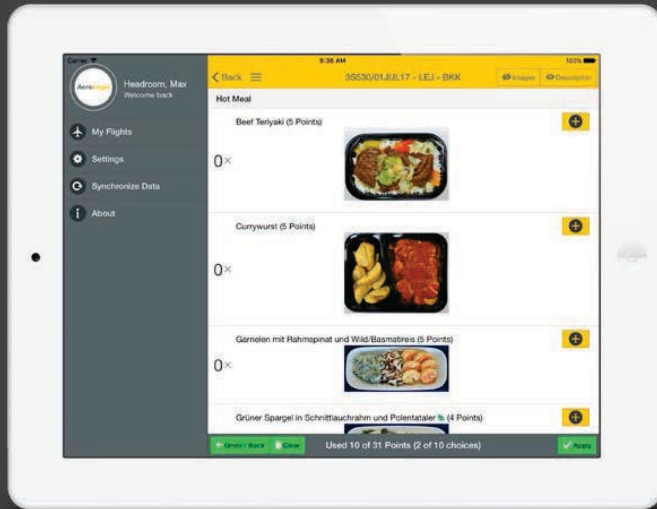 Carrier
9:38 AM
100%
AeroLogic
Headroom, Max
Welcome back
My Flights
Settings
Synchronize Data
About
Back
3S530/01JUL17 - LEJ - BKK
Images
Description
Hot Meal
Beef Teriyaki (5 Points)
0×
Currywurst (5 Points)
0×
Garnelen mit Rahmspinat und Wild/Basmatireis (5 Points)
0×
Grüner Spargel in Schnittlauchrahm und Polentataler (4 Points)
Undo / Back
Clear
Used 10 of 31 Points (2 of 10 choices)
Apply